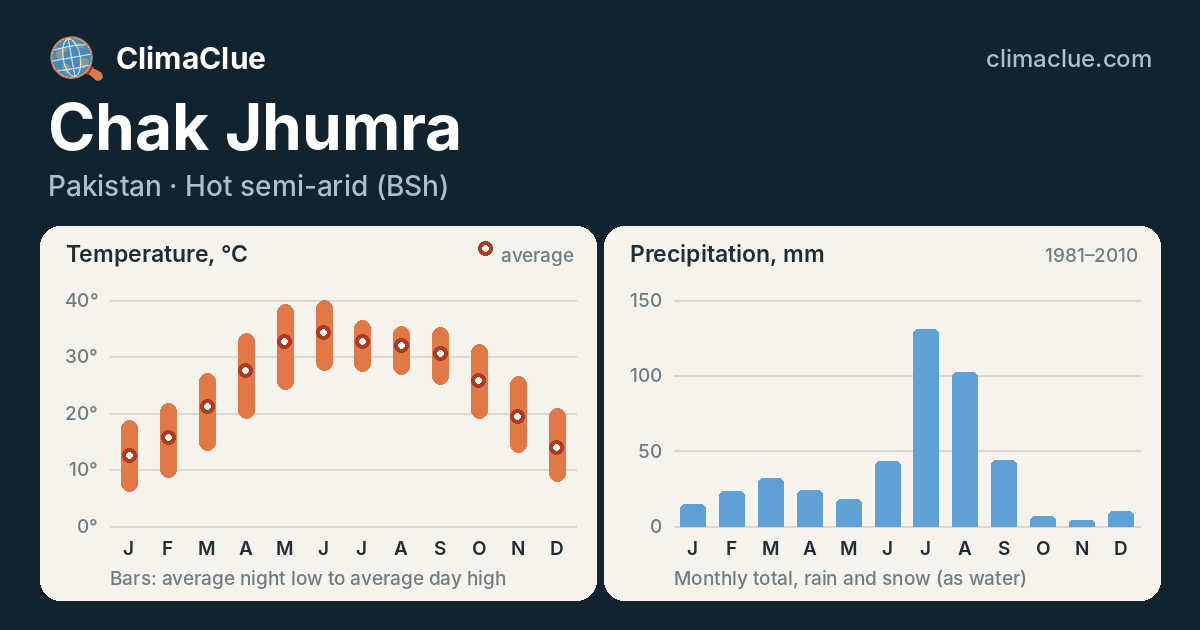 ClimaClue
climaclue.com
Chak Jhumra
Pakistan · Hot semi-arid (BSh)
Temperature, °C
average
40°
30°
20°
10°
0°
J F M A M J J A S O N D
Bars: average night low to average day high
Precipitation, mm
1981–2010
150
100
50
0
J F M A M J J A S O N D
Monthly total, rain and snow (as water)